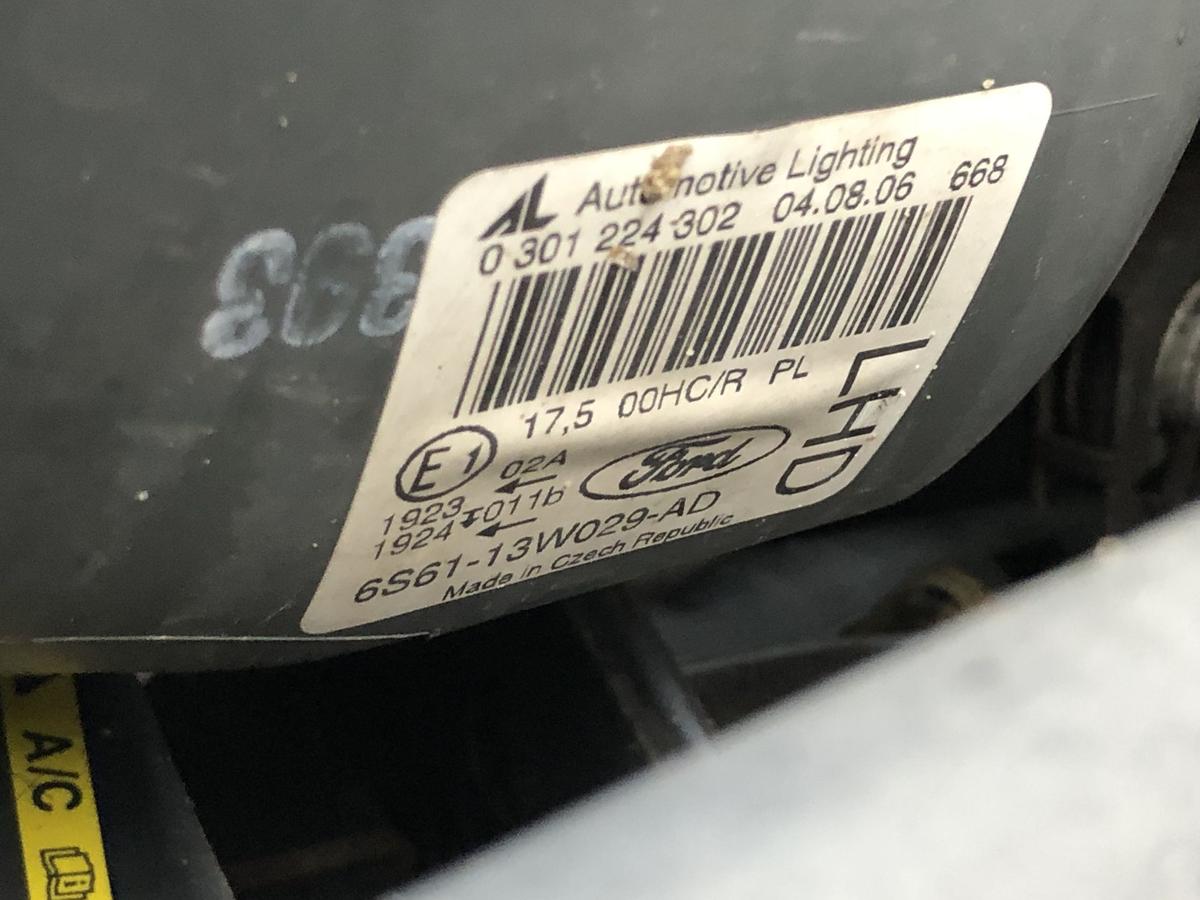 AL Automotive Lighting
0 301 224 302 04.08.06 668
17,5 00HC/R PL
LHD
E1
02A
1923
Ford
1924 011b
6S61-13W029-AD
Made in Czech Republic
A/C